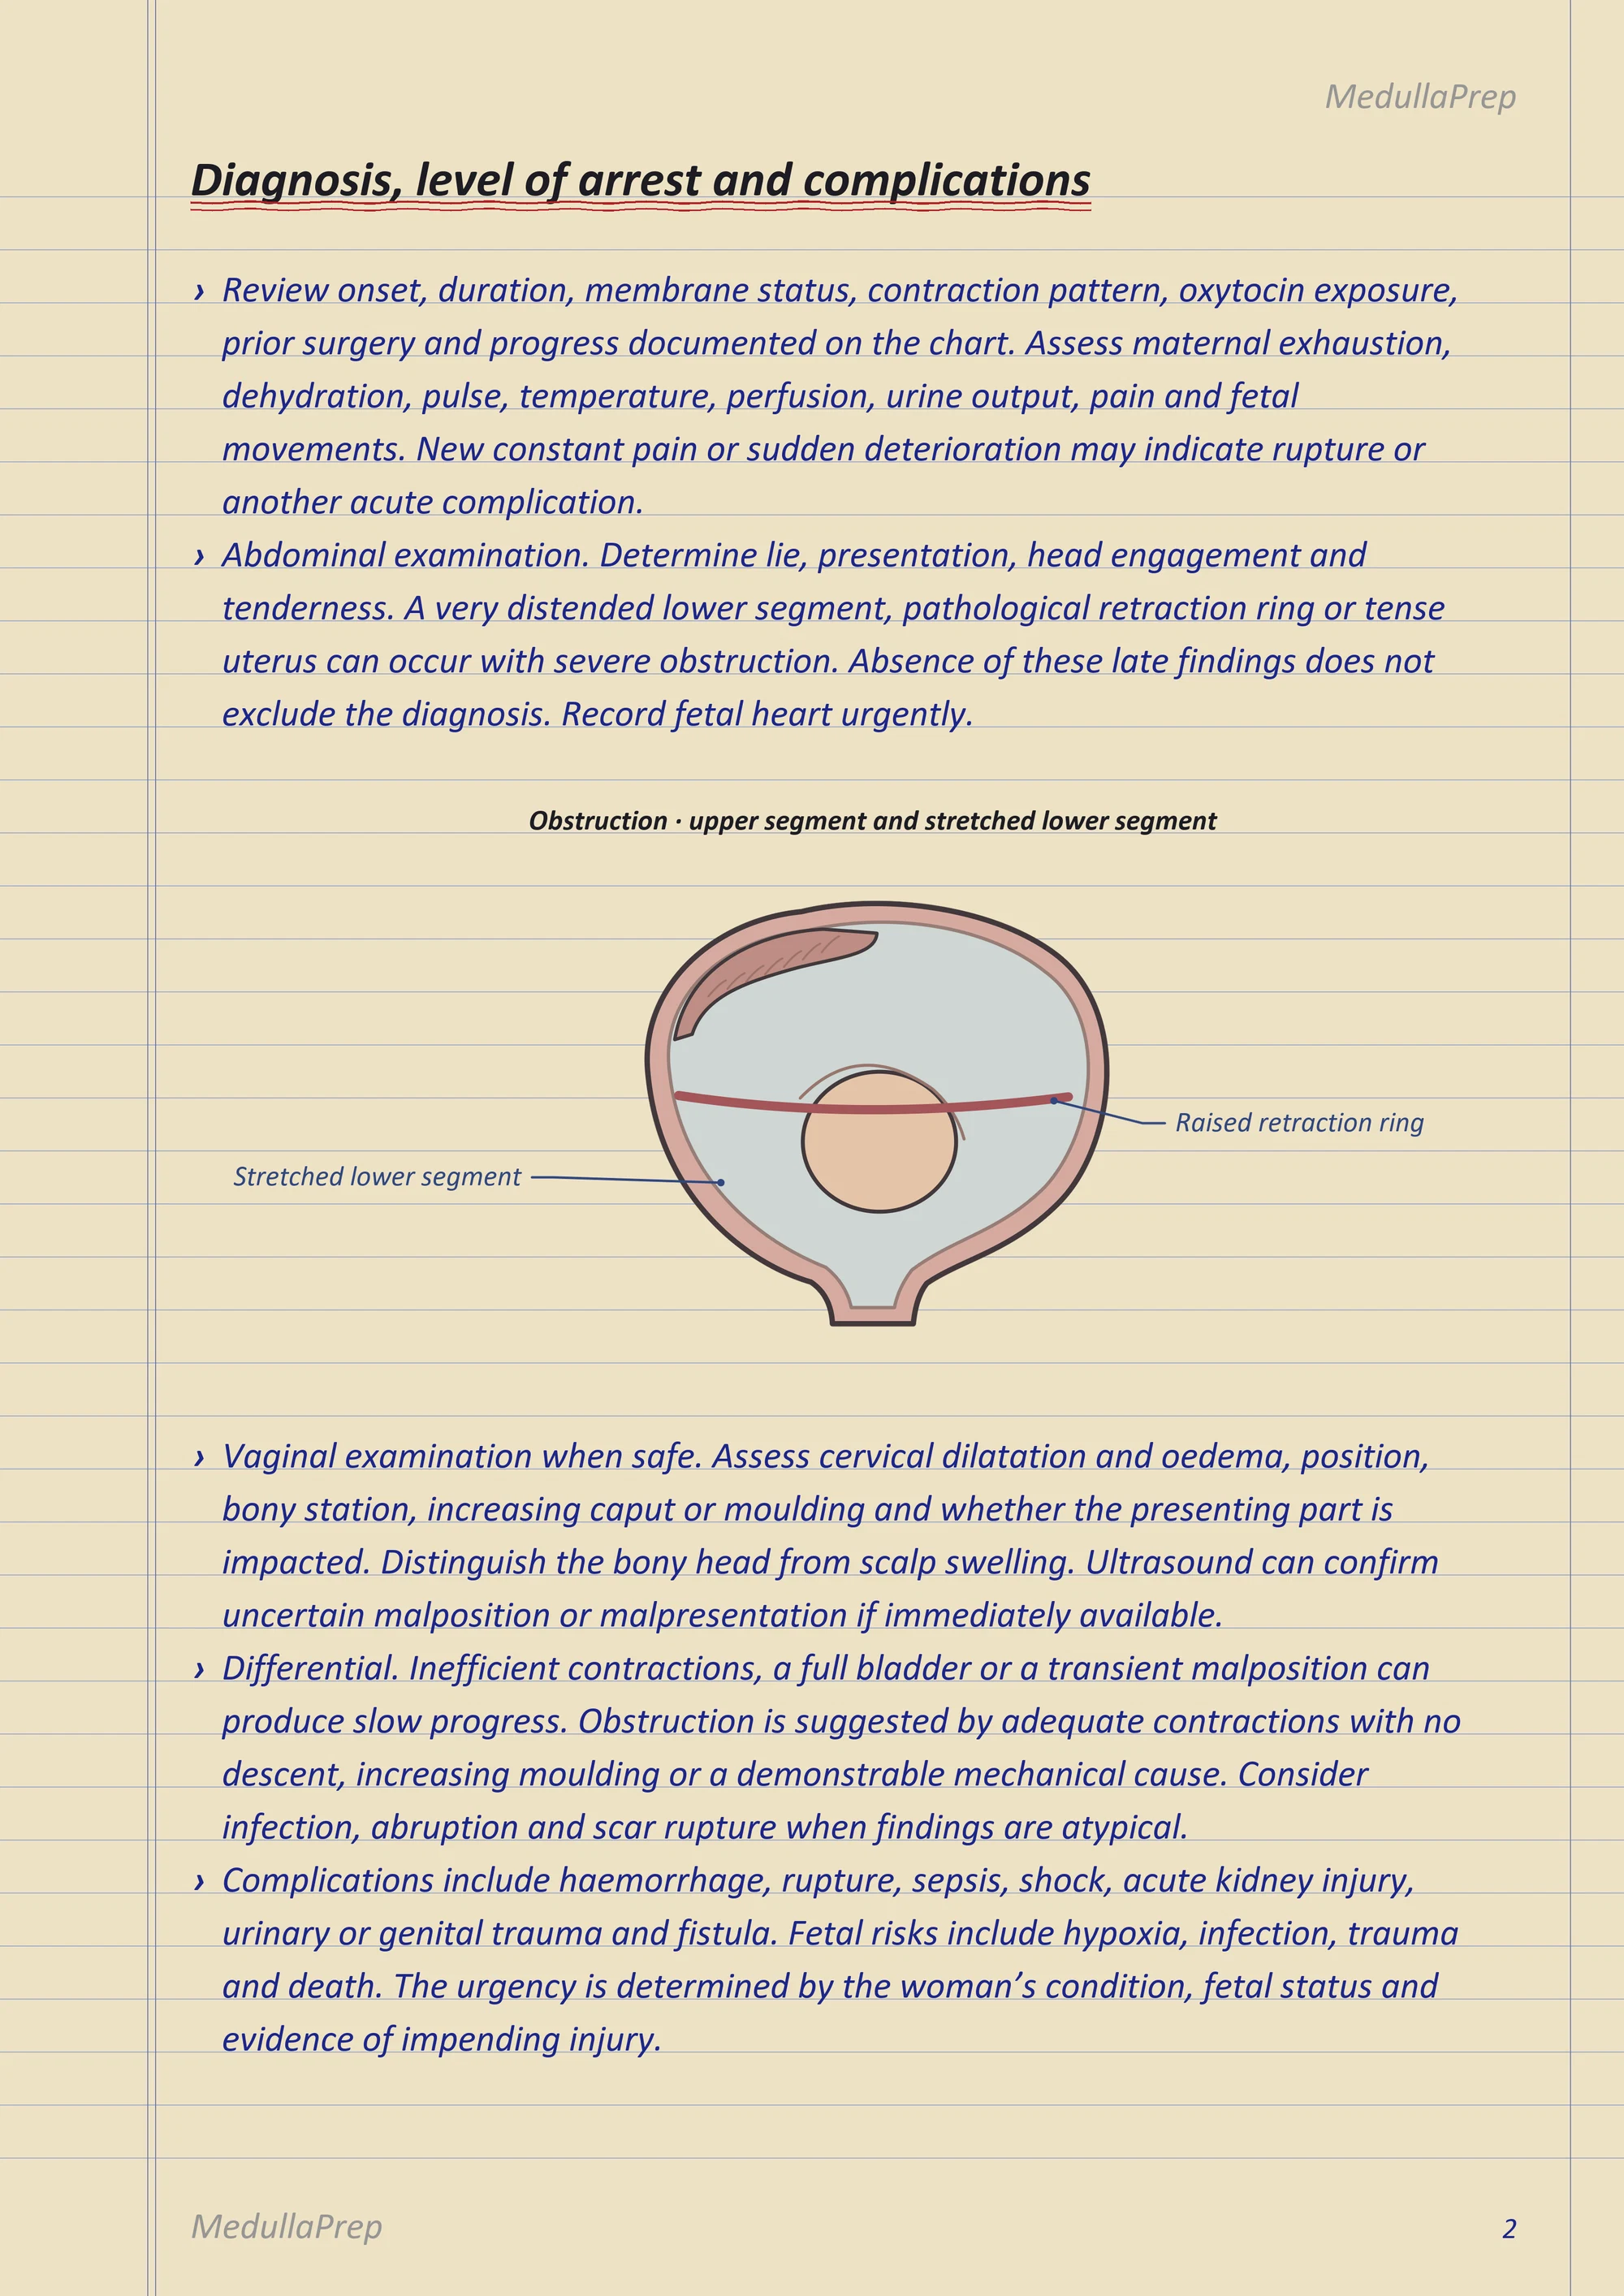 MedullaPrep
Diagnosis, level of arrest and complications
› Review onset, duration, membrane status, contraction pattern, oxytocin exposure,
prior surgery and progress documented on the chart. Assess maternal exhaustion,
dehydration, pulse, temperature, perfusion, urine output, pain and fetal
movements. New constant pain or sudden deterioration may indicate rupture or
another acute complication.
› Abdominal examination. Determine lie, presentation, head engagement and
tenderness. A very distended lower segment, pathological retraction ring or tense
uterus can occur with severe obstruction. Absence of these late findings does not
exclude the diagnosis. Record fetal heart urgently.
Obstruction · upper segment and stretched lower segment
Raised retraction ring
Stretched lower segment
› Vaginal examination when safe. Assess cervical dilatation and oedema, position,
bony station, increasing caput or moulding and whether the presenting part is
impacted. Distinguish the bony head from scalp swelling. Ultrasound can confirm
uncertain malposition or malpresentation if immediately available.
› Differential. Inefficient contractions, a full bladder or a transient malposition can
produce slow progress. Obstruction is suggested by adequate contractions with no
descent, increasing moulding or a demonstrable mechanical cause. Consider
infection, abruption and scar rupture when findings are atypical.
› Complications include haemorrhage, rupture, sepsis, shock, acute kidney injury,
urinary or genital trauma and fistula. Fetal risks include hypoxia, infection, trauma
and death. The urgency is determined by the woman’s condition, fetal status and
evidence of impending injury.
MedullaPrep
2